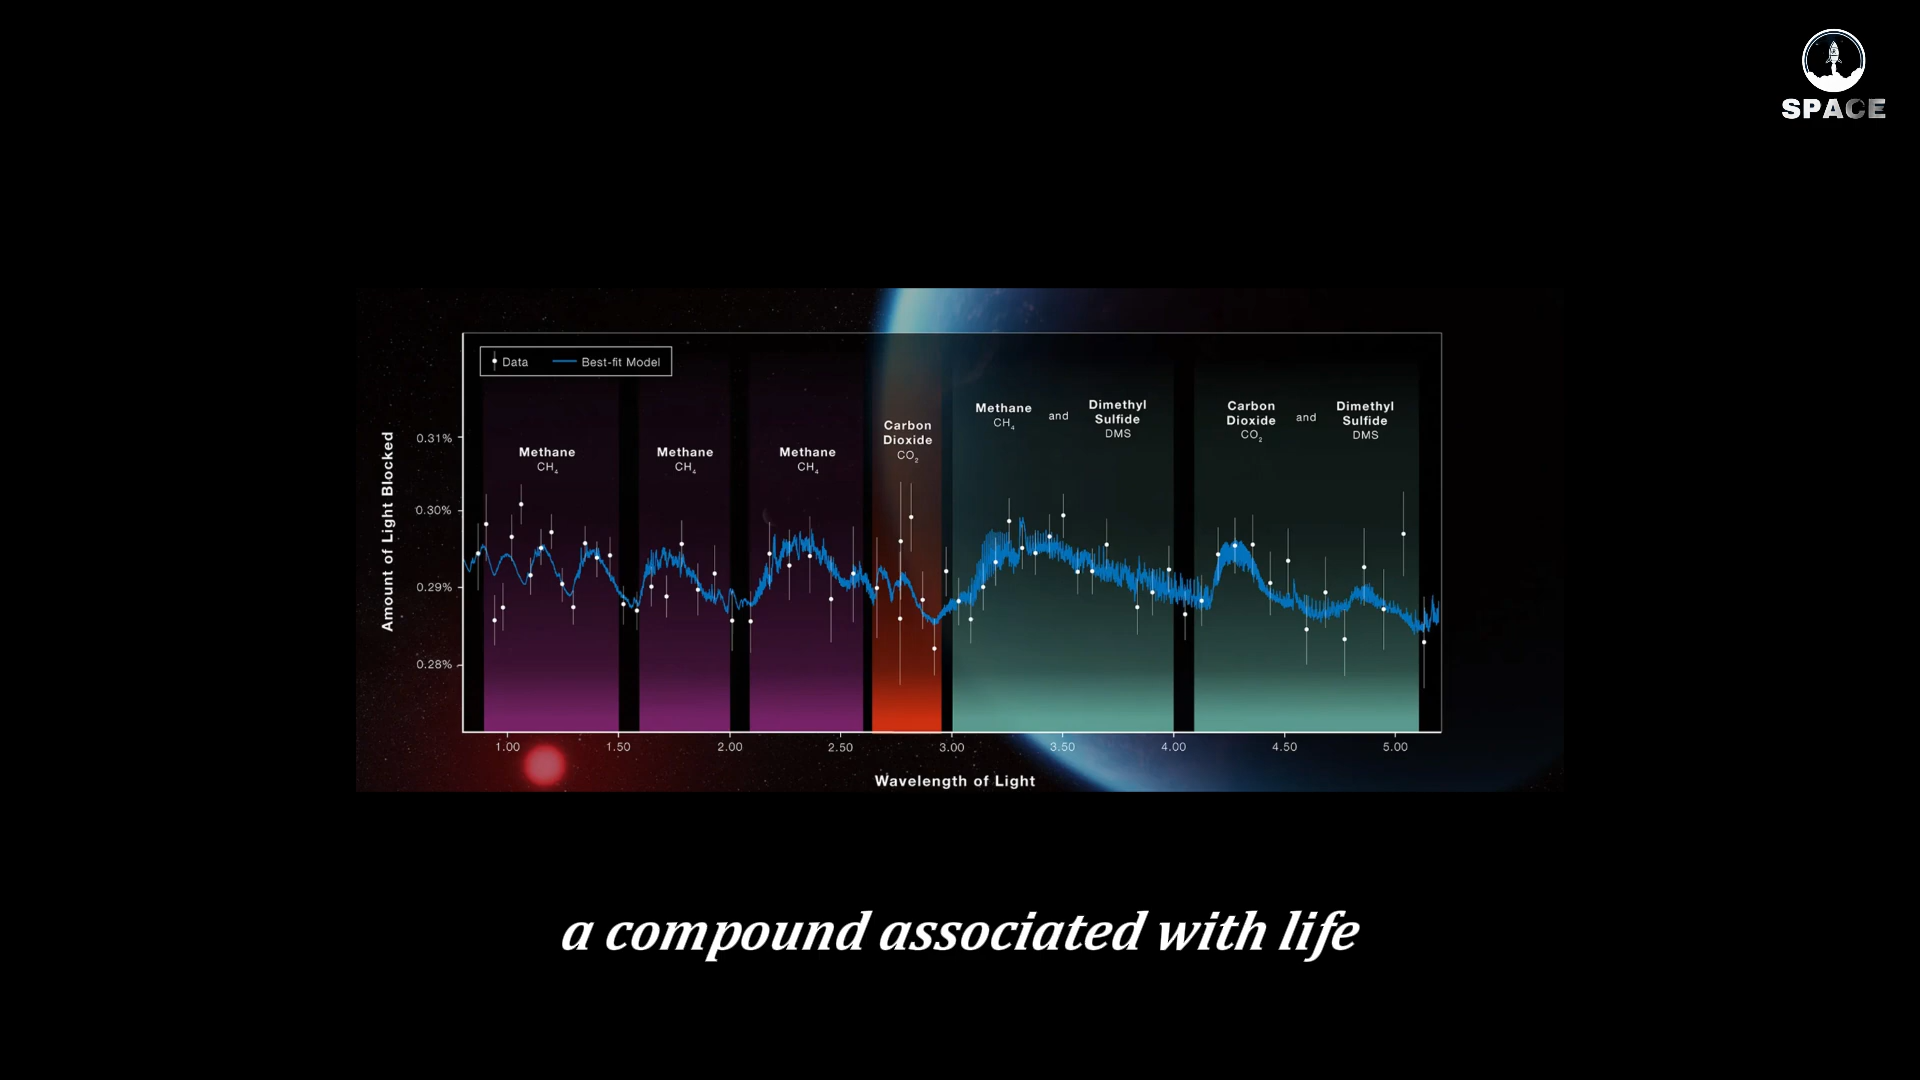 SPACE
Data
Best-fit Model
Amount of Light Blocked
0.31%
0.30%
0.29%
0.28%
Methane
CH4
Methane
CH4
Methane
CH4
Carbon
Dioxide
CO2
Methane
CH4
and
Dimethyl
Sulfide
DMS
Carbon
Dioxide
CO2
and
Dimethyl
Sulfide
DMS
1.00
1.50
2.00
2.50
3.00
3.50
4.00
4.50
5.00
Wavelength of Light
a compound associated with life